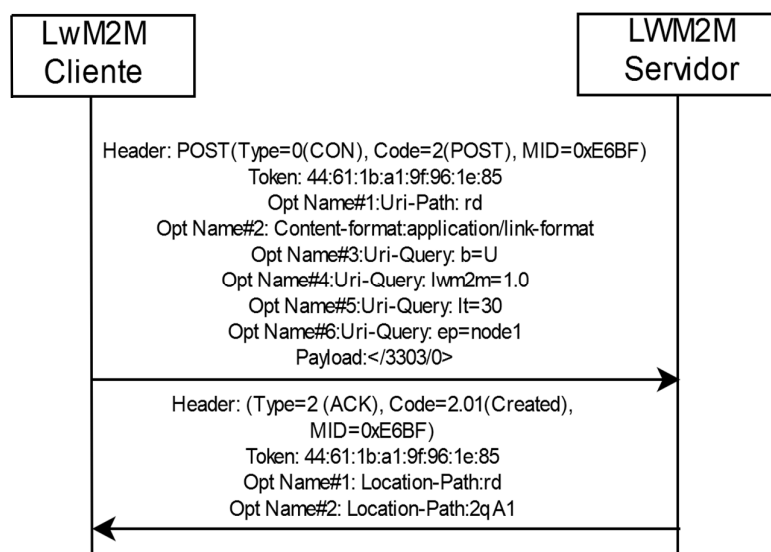 LwM2M
Cliente
LWM2M
Servidor
Header: POST(Type=0(CON), Code=2(POST), MID=0xE6BF)
Token: 44:61:1b:a1:9f:96:1e:85
Opt Name#1:Uri-Path: rd
Opt Name#2: Content-format:application/link-format
Opt Name#3:Uri-Query: b=U
Opt Name#4:Uri-Query: lwm2m=1.0
Opt Name#5:Uri-Query: lt=30
Opt Name#6:Uri-Query: ep=node1
Payload:</3303/0>
Header: (Type=2 (ACK), Code=2.01(Created),
MID=0xE6BF)
Token: 44:61:1b:a1:9f:96:1e:85
Opt Name#1: Location-Path:rd
Opt Name#2: Location-Path:2qA1